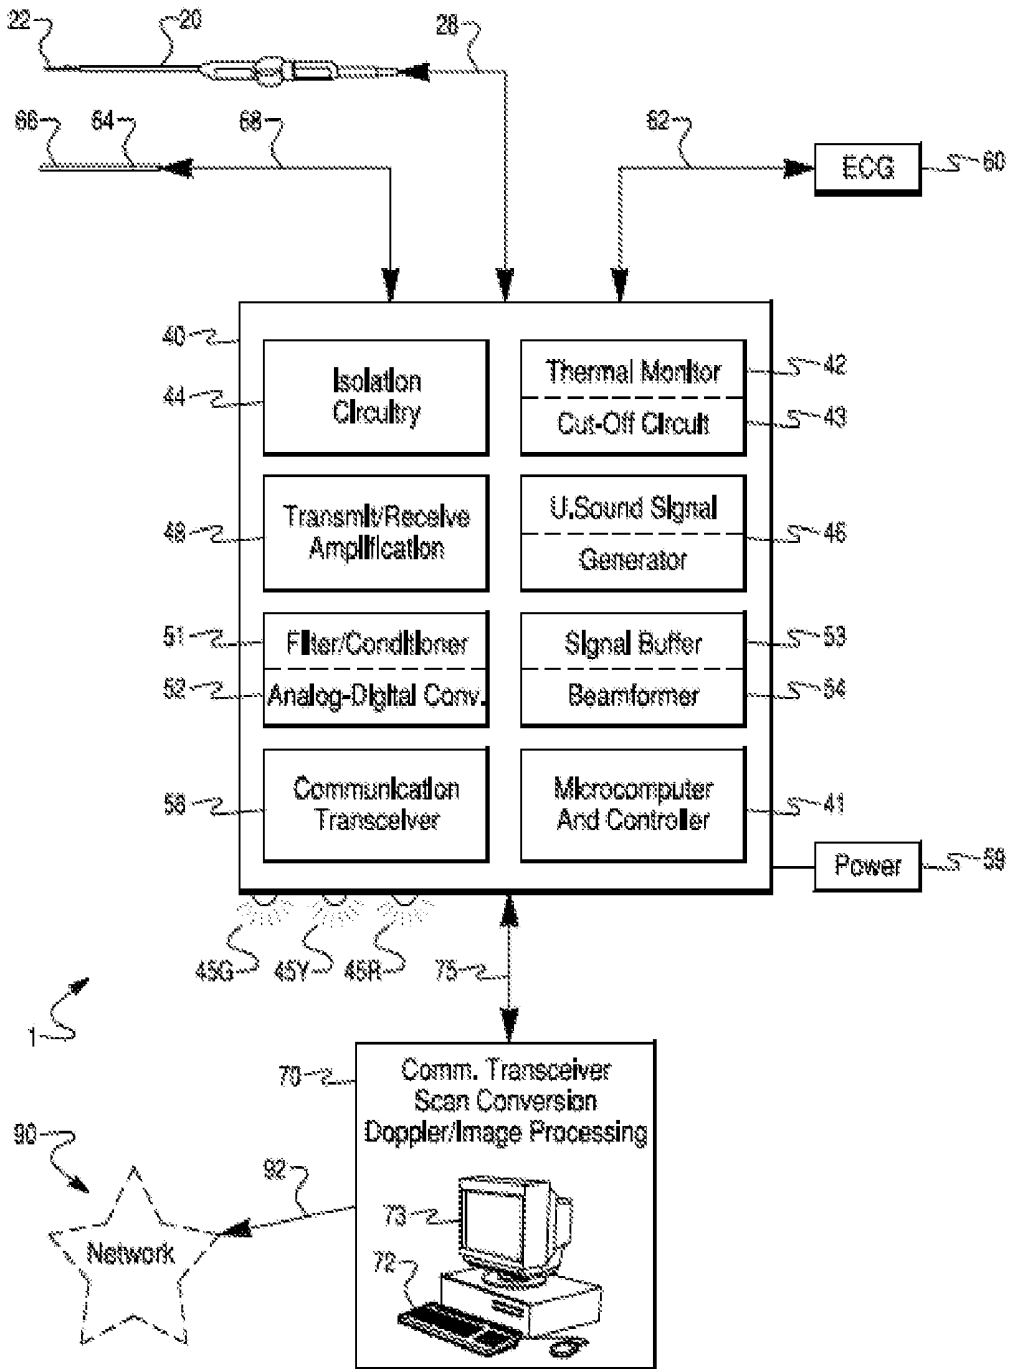 22
20
28
66
64
68
62
ECG
60
40
44
Isolation
Circuitry
Thermal Monitor
42
Cut-Off Circuit
43
48
Transmit/Receive
Amplification
U.Sound Signal
Generator
46
51
Filter/Conditioner
52
Analog-Digital Conv.
Signal Buffer
53
Beamformer
54
56
Communication
Transceiver
Microcomputer
And Controller
41
Power
59
45G
45Y
45R
75
1
70
Comm. Transceiver
Scan Conversion
Doppler/Image Processing
90
92
Network
73
72